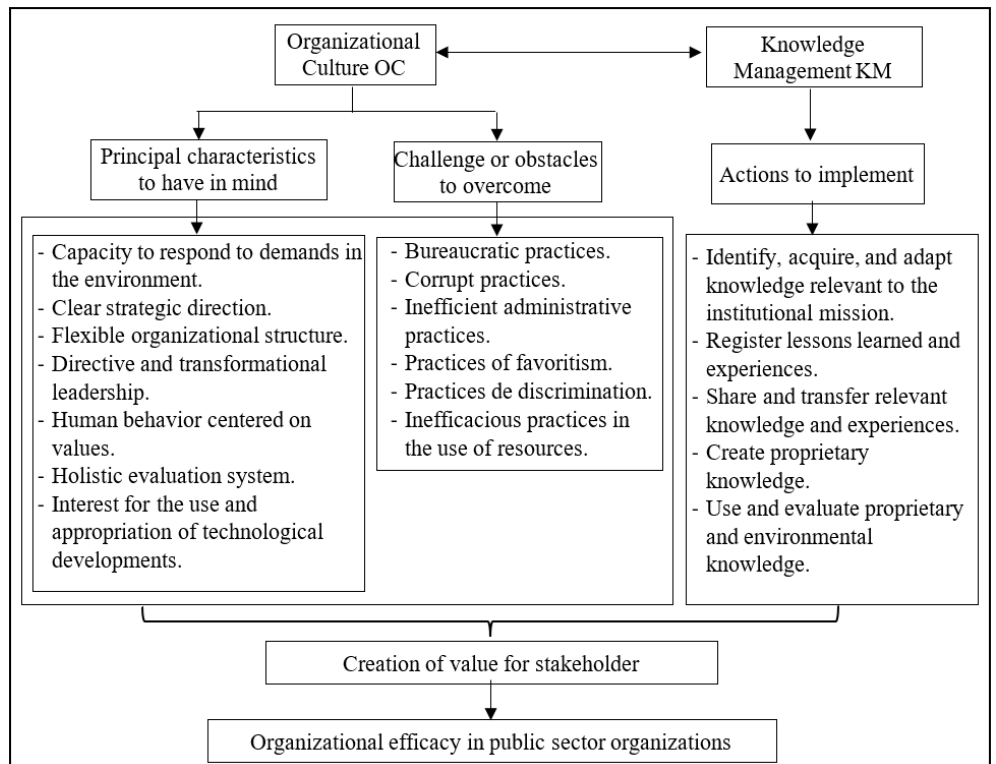 Organizational
Culture OC
Knowledge
Management KM
Principal characteristics
to have in mind
Challenge or obstacles
to overcome
Actions to implement
- Capacity to respond to demands in
the environment.
- Clear strategic direction.
- Flexible organizational structure.
- Directive and transformational
leadership.
- Human behavior centered on
values.
- Holistic evaluation system.
- Interest for the use and
appropriation of technological
developments.
- Bureaucratic practices.
- Corrupt practices.
- Inefficient administrative
practices.
- Practices of favoritism.
- Practices de discrimination.
- Inefficacious practices in
the use of resources.
- Identify, acquire, and adapt
knowledge relevant to the
institutional mission.
- Register lessons learned and
experiences.
- Share and transfer relevant
knowledge and experiences.
- Create proprietary
knowledge.
- Use and evaluate proprietary
and environmental
knowledge.
Creation of value for stakeholder
Organizational efficacy in public sector organizations